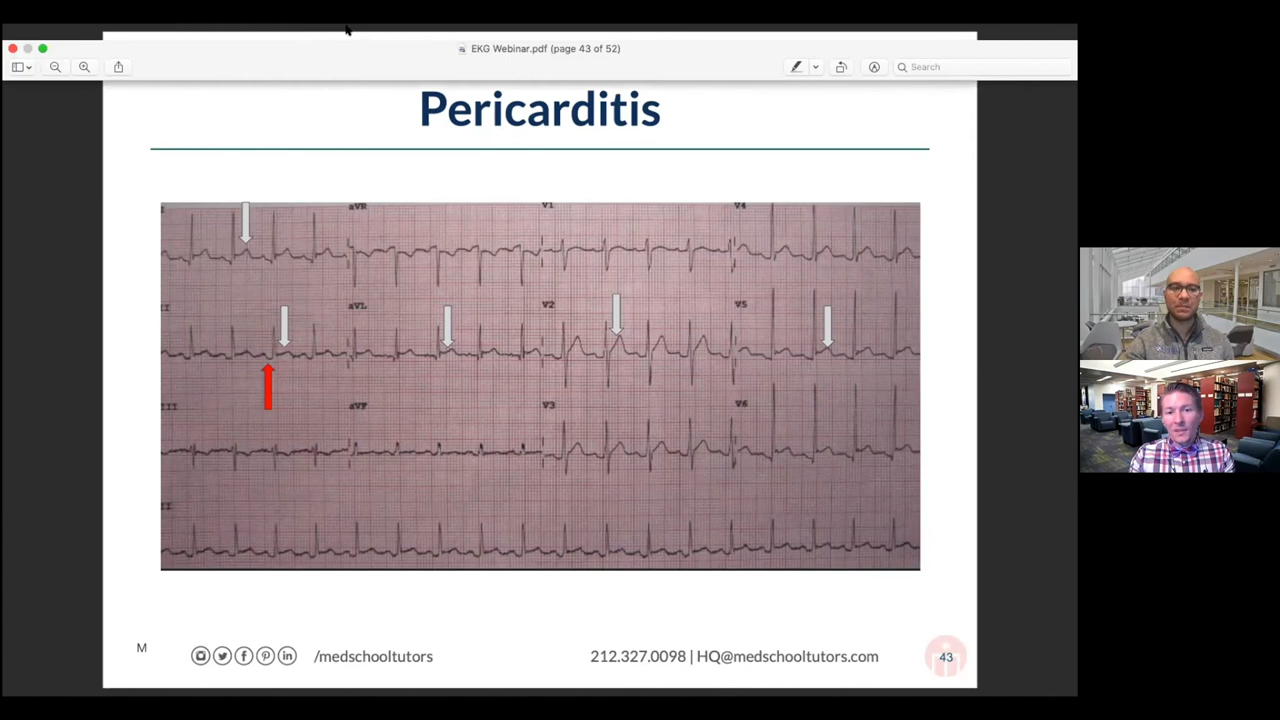 EKG Webinar.pdf (page 43 of 52)
Search
Pericarditis
I
aVR
V1
V4
II
aVL
V2
V5
III
aVF
V3
V6
II
M
/medschooltutors
212.327.0098 | HQ@medschooltutors.com
43